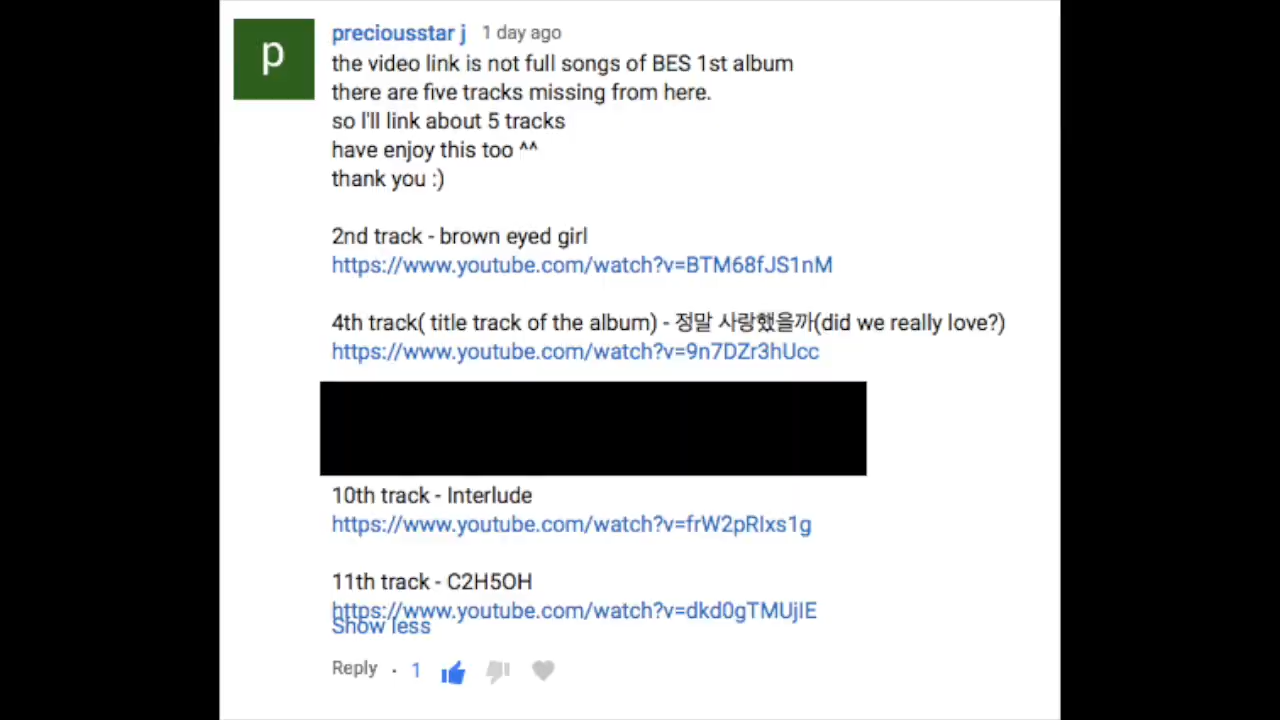 p
preciousstar j 1 day ago
the video link is not full songs of BES 1st album
there are five tracks missing from here.
so I'll link about 5 tracks
have enjoy this too ^^
thank you :)
2nd track - brown eyed girl
https://www.youtube.com/watch?v=BTM68fJS1nM
4th track( title track of the album) - 정말 사랑했을까(did we really love?)
https://www.youtube.com/watch?v=9n7DZr3hUcc
10th track - Interlude
https://www.youtube.com/watch?v=frW2pRIxs1g
11th track - C2H5OH
https://www.youtube.com/watch?v=dkd0gTMUjIE
Show less
Reply · 1